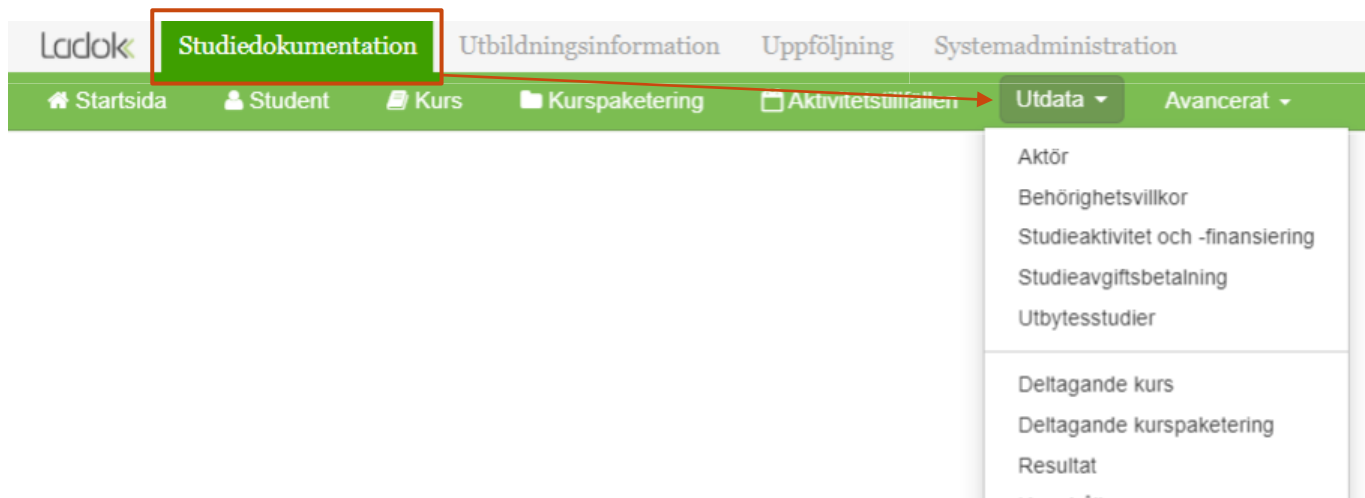 Ladok Studiedokumentation Utbildningsinformation Uppföljning Systemadministration
Startsida Student Kurs Kurspaketering Aktivitetstillfällen Utdata Avancerat
Aktör
Behörighetsvillkor
Studieaktivitet och -finansiering
Studieavgiftsbetalning
Utbytesstudier
Deltagande kurs
Deltagande kurspaketering
Resultat